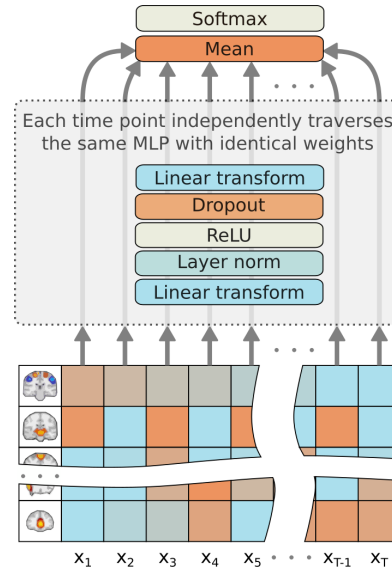 Softmax
Mean
. . .
Each time point independently traverses
the same MLP with identical weights
Linear transform
Dropout
ReLU
Layer norm
Linear transform
. . .
. . .
x1 x2 x3 x4 x5 . . . xT-1 xT